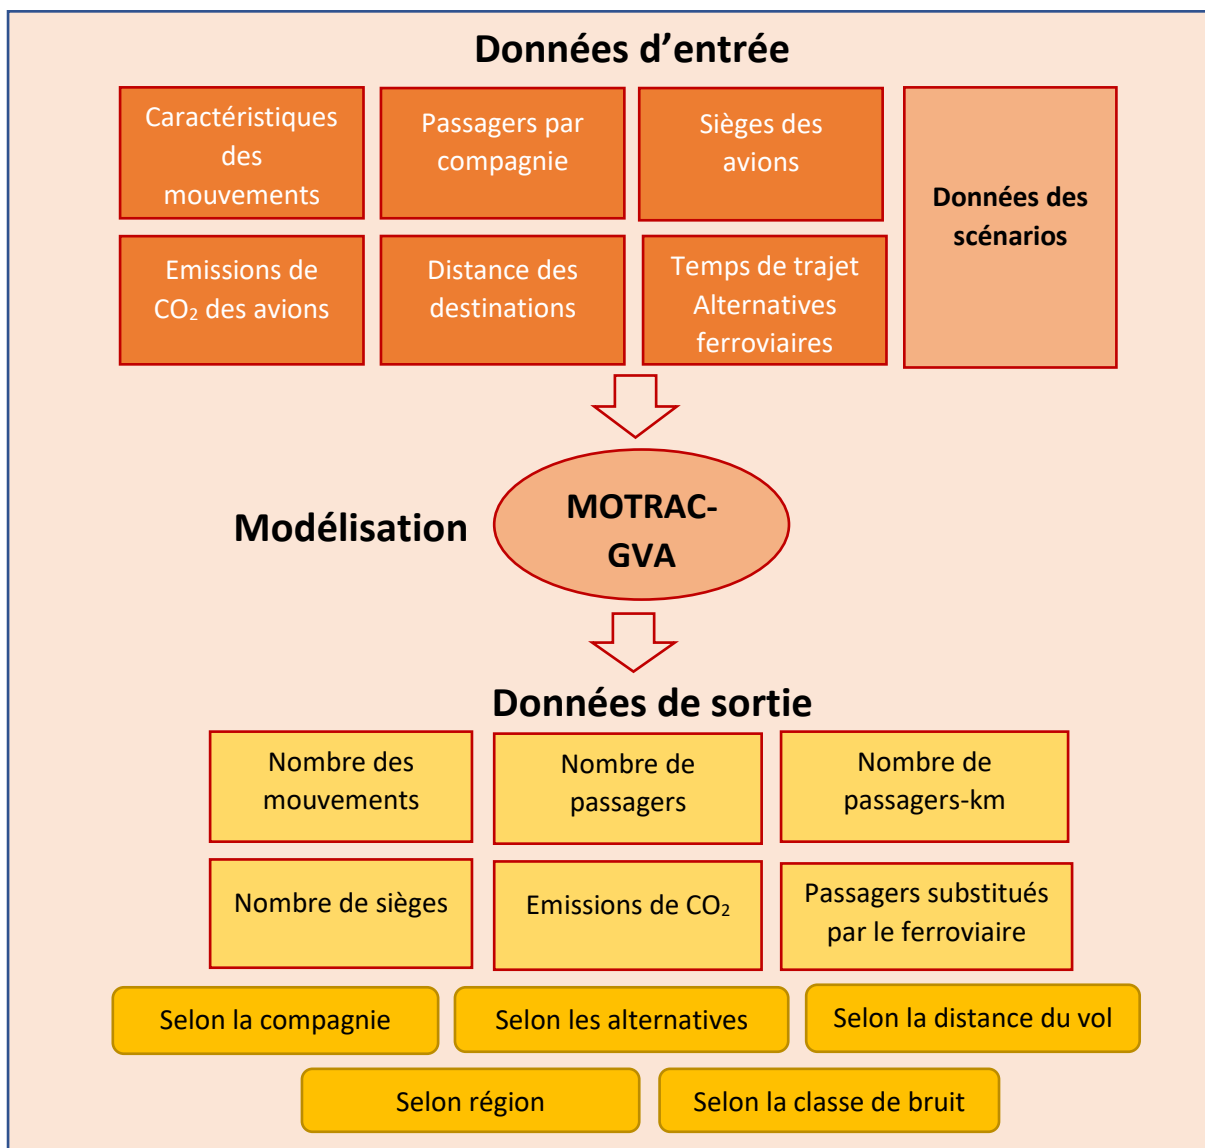 Données d’entrée
Caractéristiques
des
mouvements
Passagers par
compagnie
Sièges des
avions
Données des
scénarios
Emissions de
CO₂ des avions
Distance des
destinations
Temps de trajet
Alternatives
ferroviaires
Modélisation
MOTRAC-
GVA
Données de sortie
Nombre des
mouvements
Nombre de
passagers
Nombre de
passagers-km
Nombre de sièges
Emissions de CO₂
Passagers substitués
par le ferroviaire
Selon la compagnie
Selon les alternatives
Selon la distance du vol
Selon région
Selon la classe de bruit